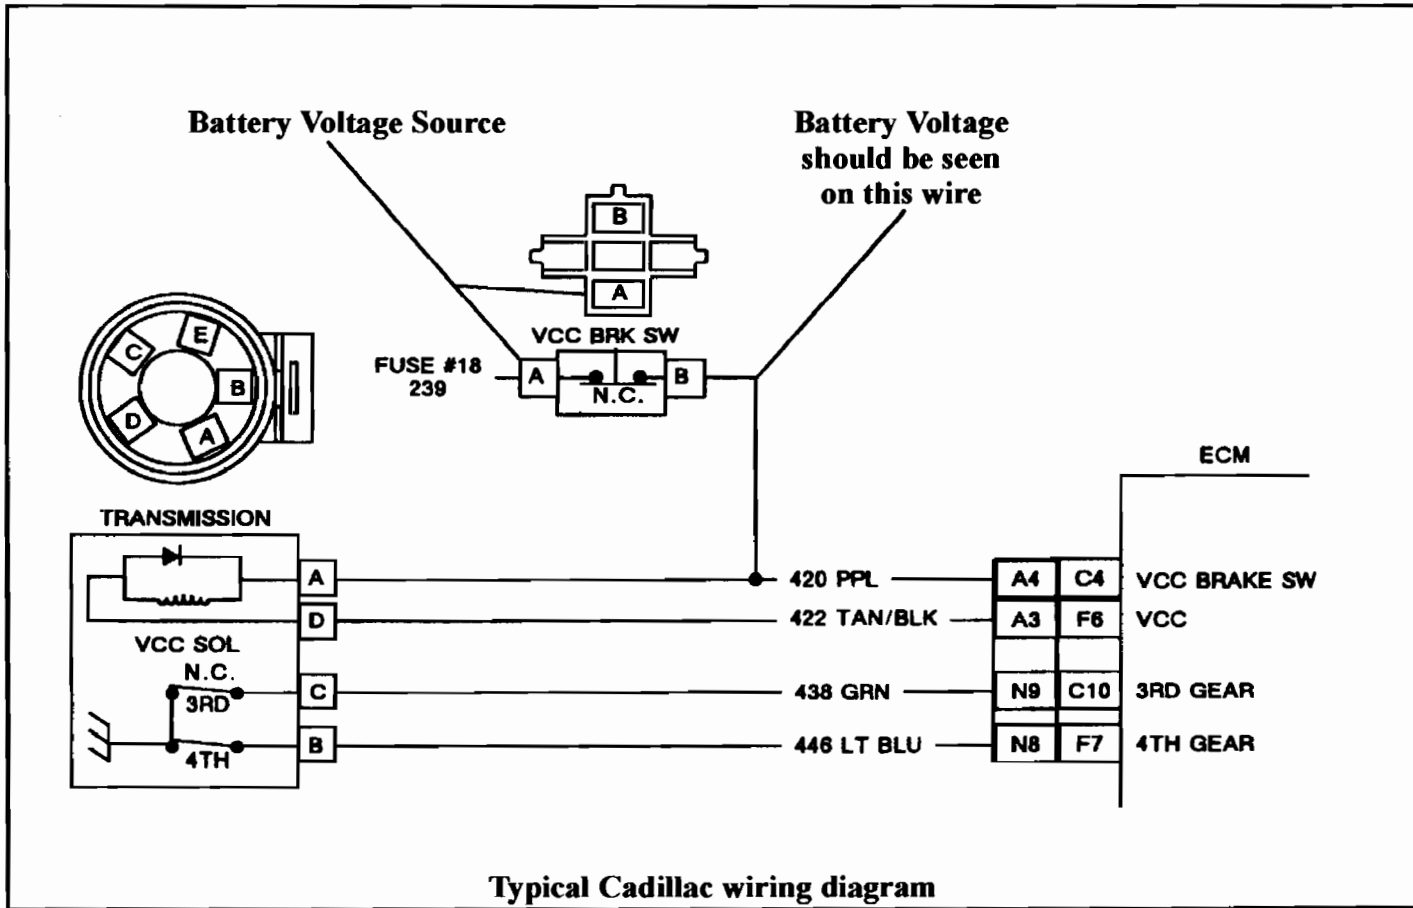 Battery Voltage Source
Battery Voltage
should be seen
on this wire
B
A
VCC BRK SW
FUSE #18
239
A
N.C.
B
E
C
B
D
A
ECM
TRANSMISSION
A
420 PPL
A4
C4
VCC BRAKE SW
D
422 TAN/BLK
A3
F6
VCC
VCC SOL
N.C.
3RD
C
438 GRN
N9
C10
3RD GEAR
4TH
B
446 LT BLU
N8
F7
4TH GEAR
Typical Cadillac wiring diagram